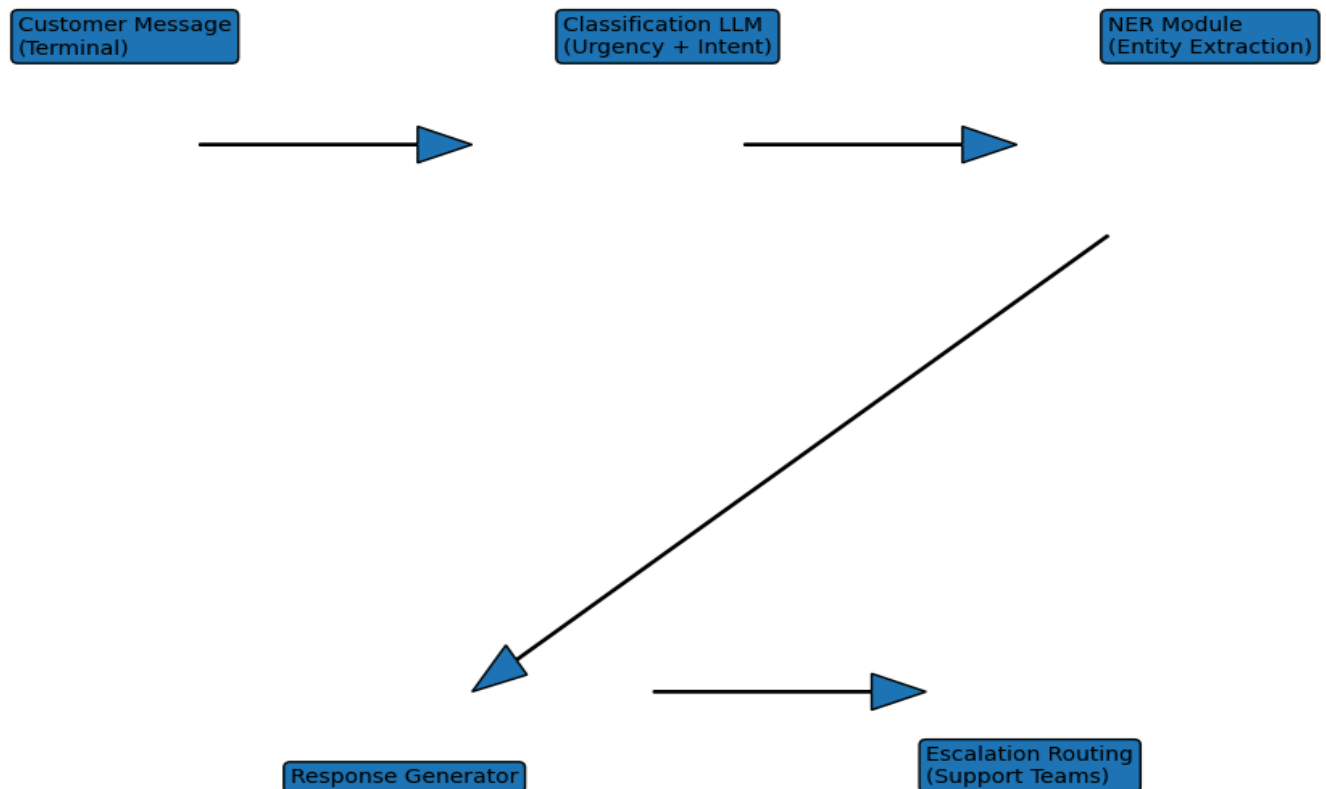 Customer Message
(Terminal)
Classification LLM
(Urgency + Intent)
NER Module
(Entity Extraction)
Response Generator
Escalation Routing
(Support Teams)